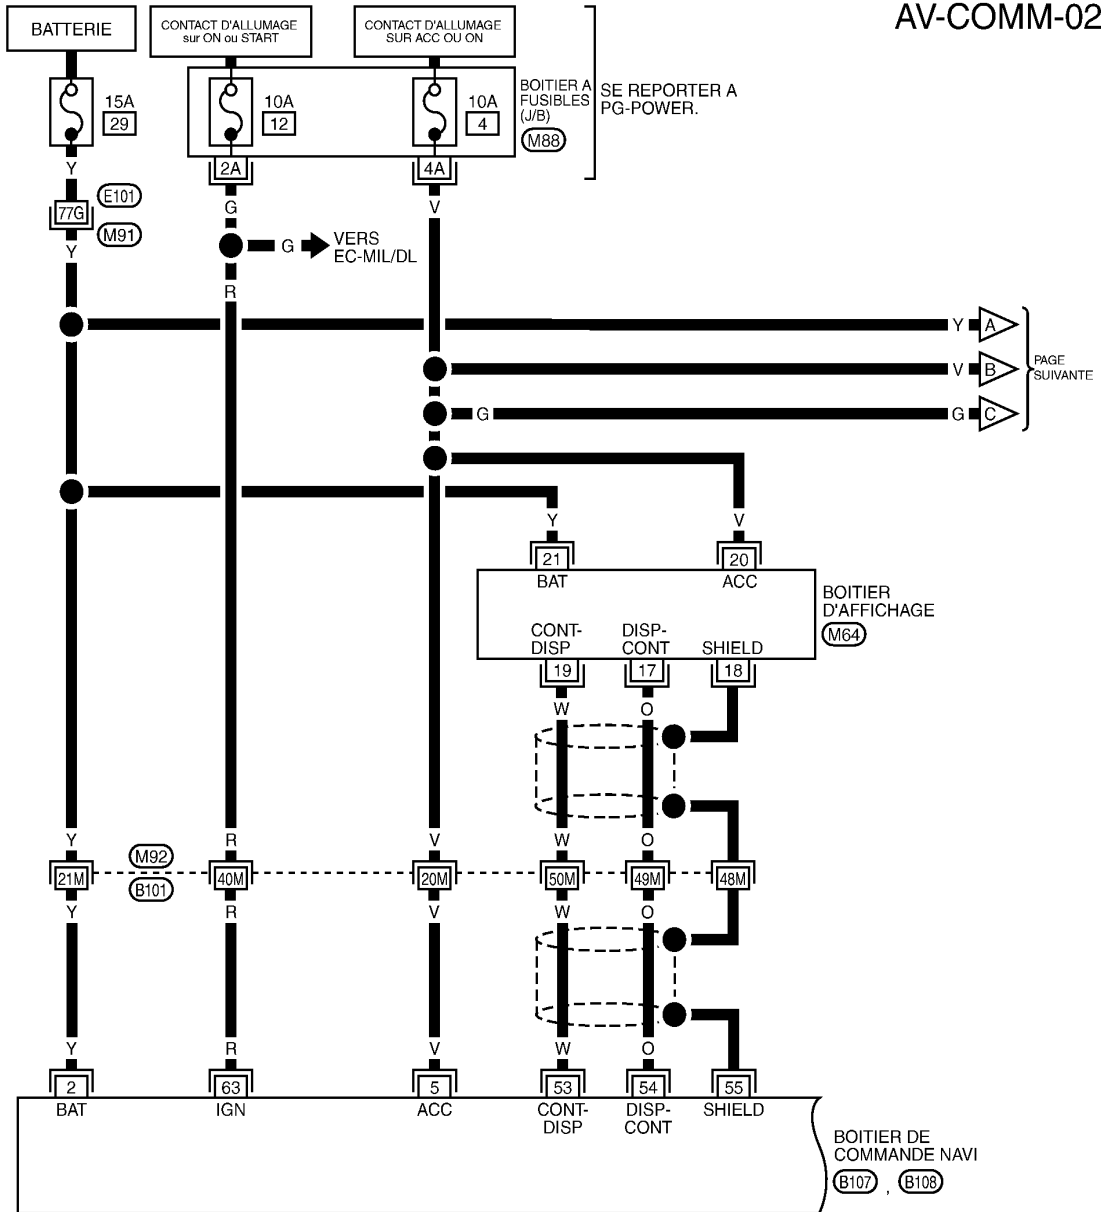 AV-COMM-02
BATTERIE
CONTACT D'ALLUMAGE
sur ON ou START
CONTACT D'ALLUMAGE
SUR ACC OU ON
15A
29
10A
12
10A
4
BOITIER A
FUSIBLES
(J/B)
M88
SE REPORTER A
PG-POWER.
Y
2A
4A
77G
E101
M91
G
V
Y
G
VERS
EC-MIL/DL
R
Y
A
V
B
G
G
C
PAGE
SUIVANTE
Y
V
21
20
BAT
ACC
BOITIER
D'AFFICHAGE
M64
CONT-
DISP
DISP-
CONT
SHIELD
19
17
18
W
O
Y
R
V
W
O
M92
B101
21M
40M
20M
50M
49M
48M
Y
R
V
W
O
Y
R
V
W
O
2
63
5
53
54
55
BAT
IGN
ACC
CONT-
DISP
DISP-
CONT
SHIELD
BOITIER DE
COMMANDE NAVI
B107 , B108